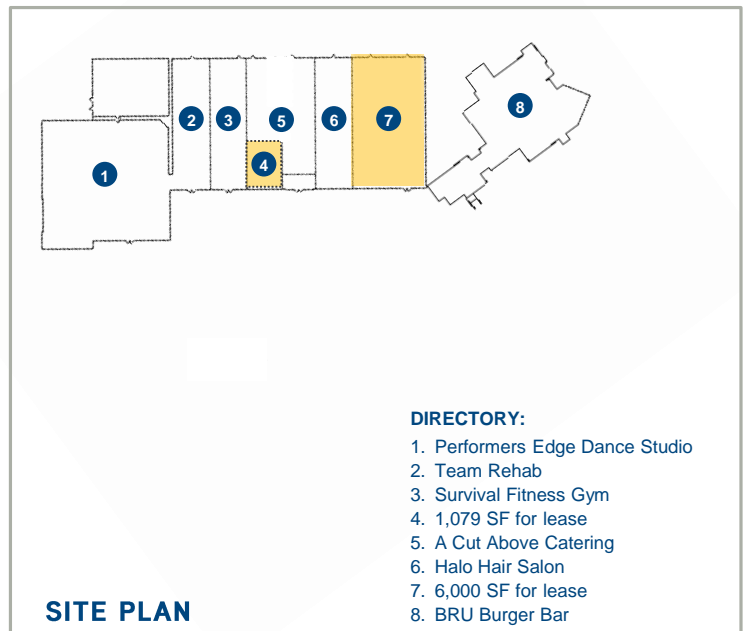 1
2
3
4
5
6
7
8
DIRECTORY:
1. Performers Edge Dance Studio
2. Team Rehab
3. Survival Fitness Gym
4. 1,079 SF for lease
5. A Cut Above Catering
6. Halo Hair Salon
7. 6,000 SF for lease
8. BRU Burger Bar
SITE PLAN